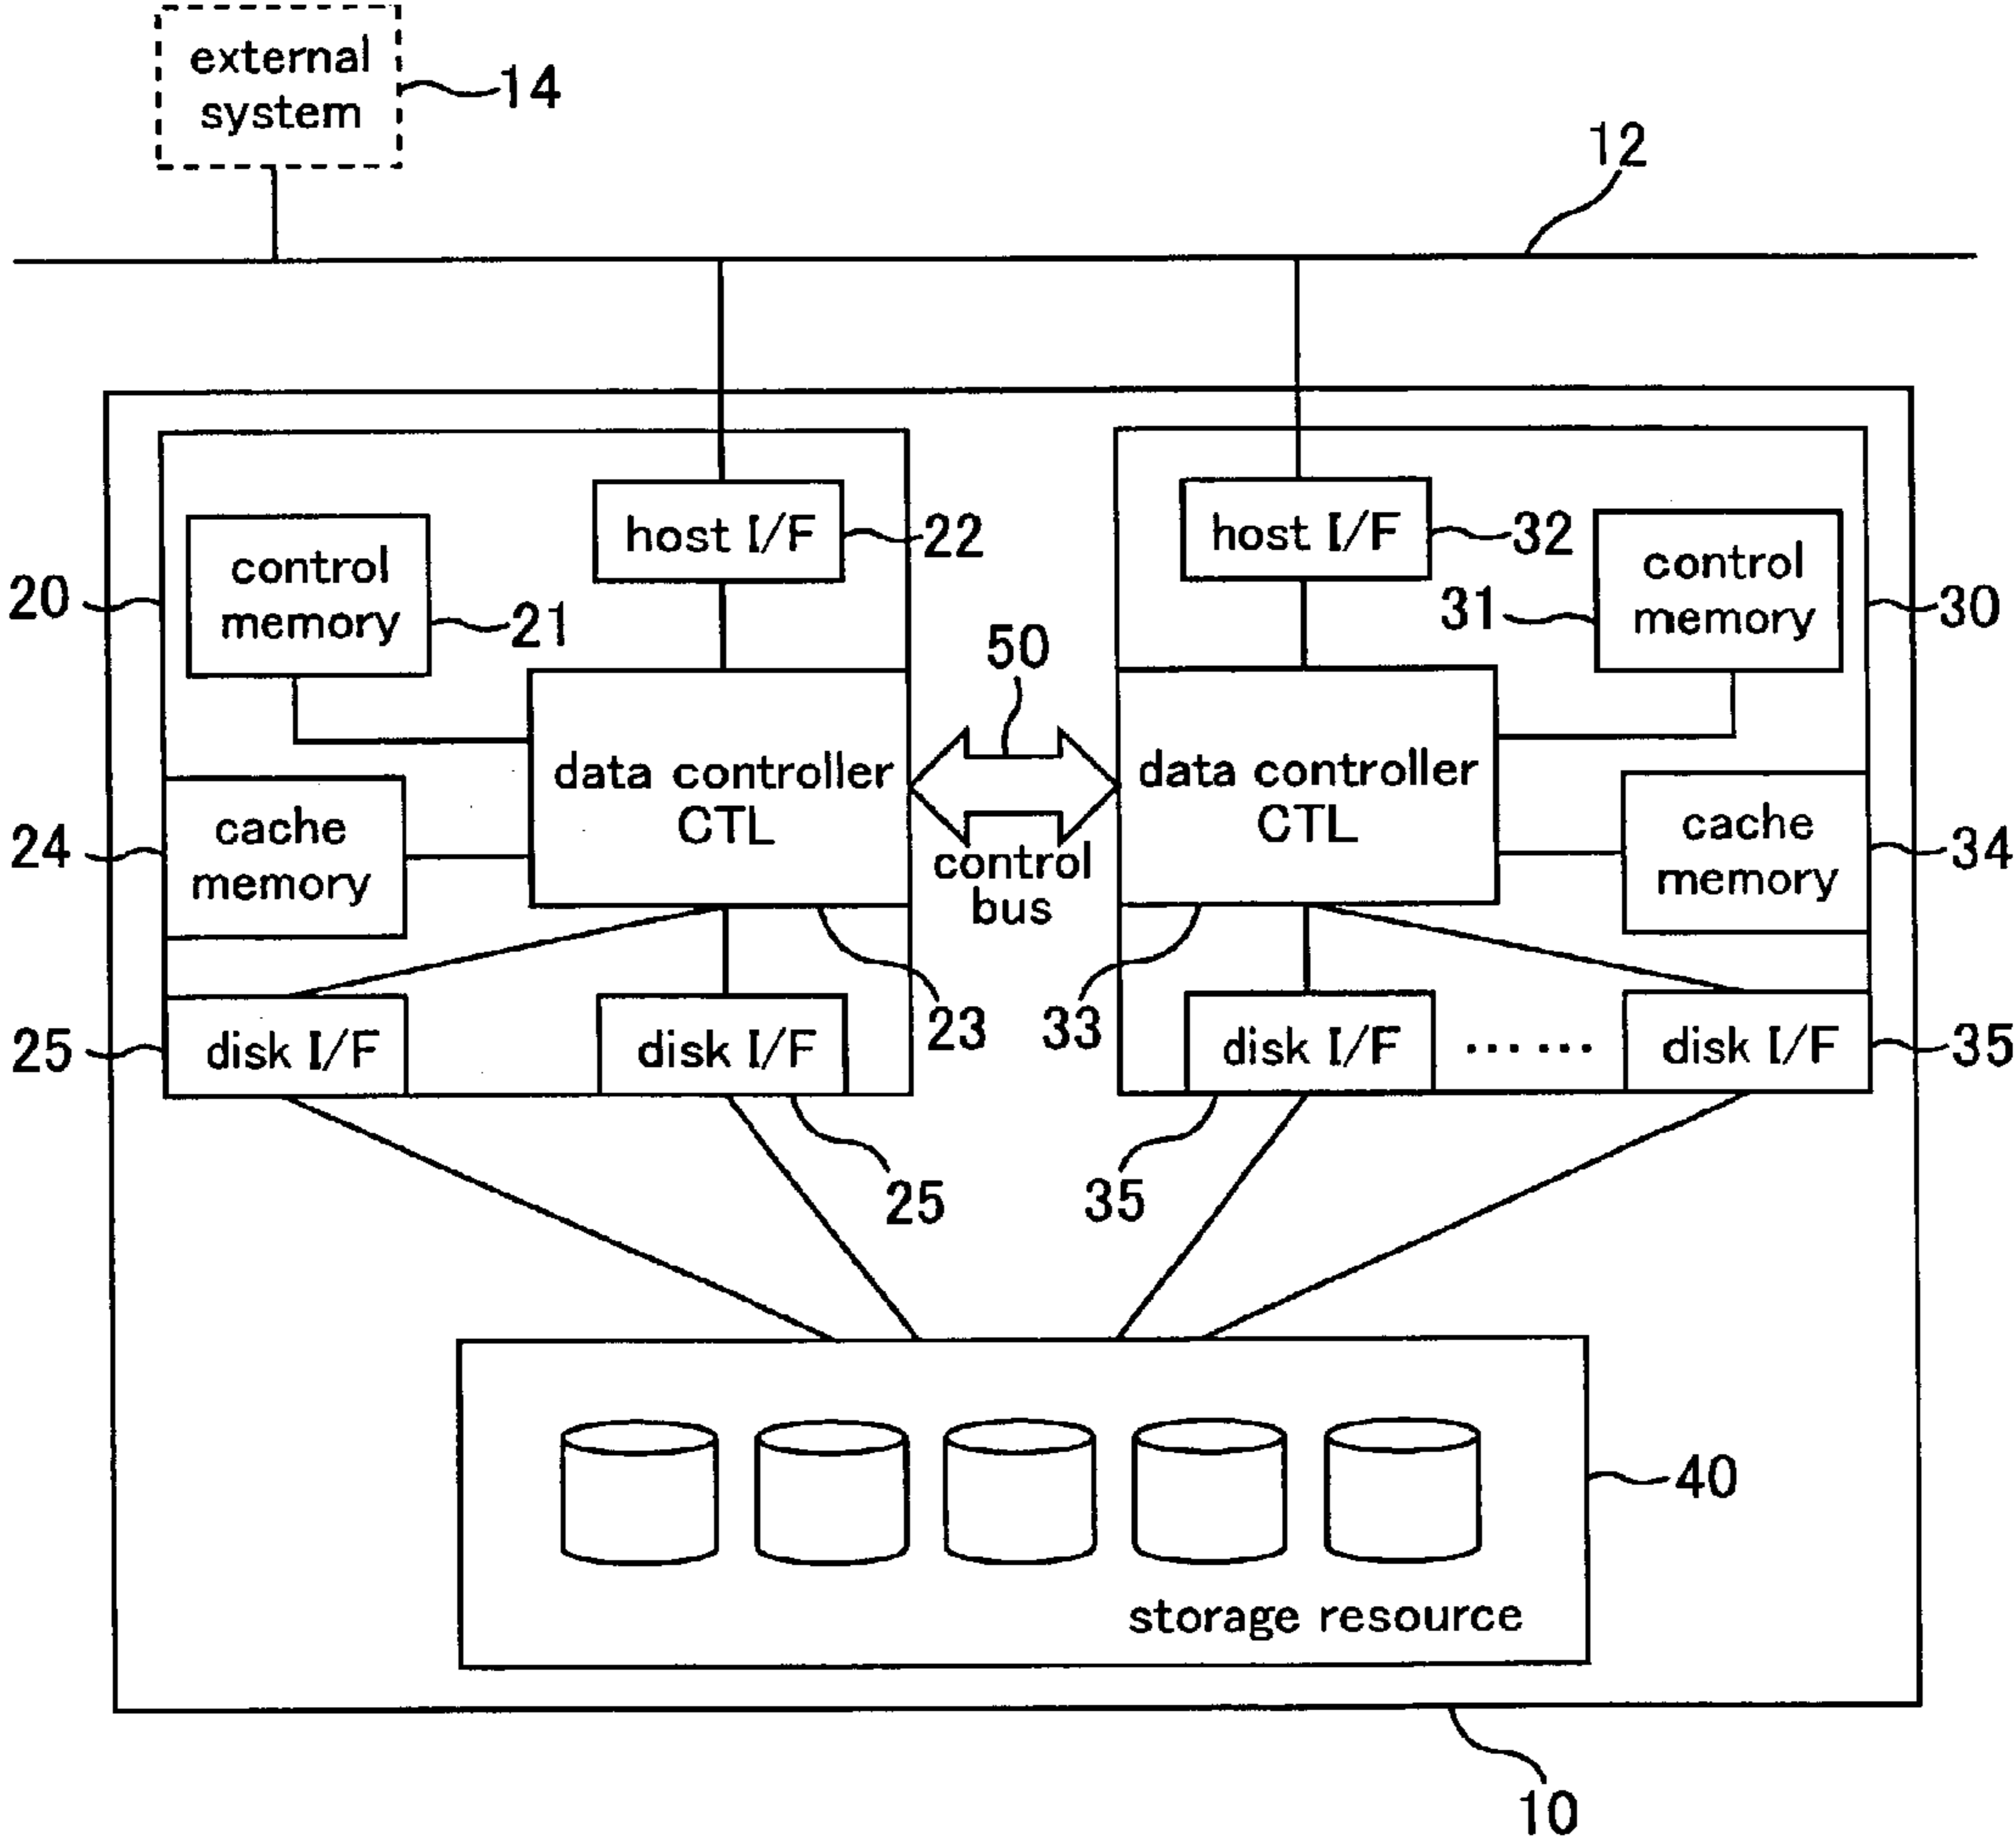 external
system
14
12
host I/F
22
host I/F
32
control
memory
21
20
control
memory
31
30
50
data controller
CTL
data controller
CTL
control
bus
cache
memory
24
cache
memory
34
23
33
disk I/F
25
disk I/F
25
disk I/F
35
......
disk I/F
35
40
storage resource
10